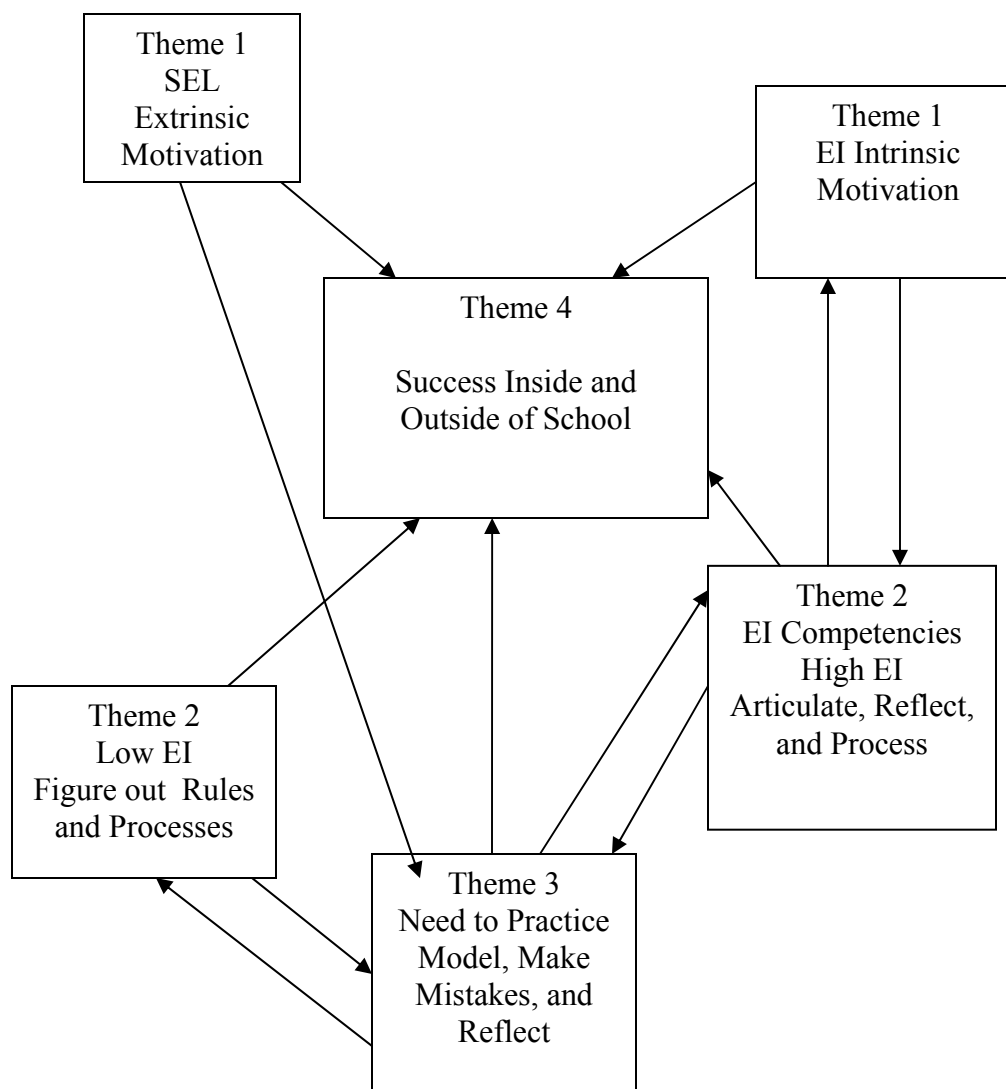 Theme 1
SEL
Extrinsic
Motivation
Theme 1
EI Intrinsic
Motivation
Theme 4
Success Inside and
Outside of School
Theme 2
EI Competencies
High EI
Articulate, Reflect,
and Process
Theme 2
Low EI
Figure out  Rules
and Processes
Theme 3
Need to Practice
Model, Make
Mistakes, and
Reflect